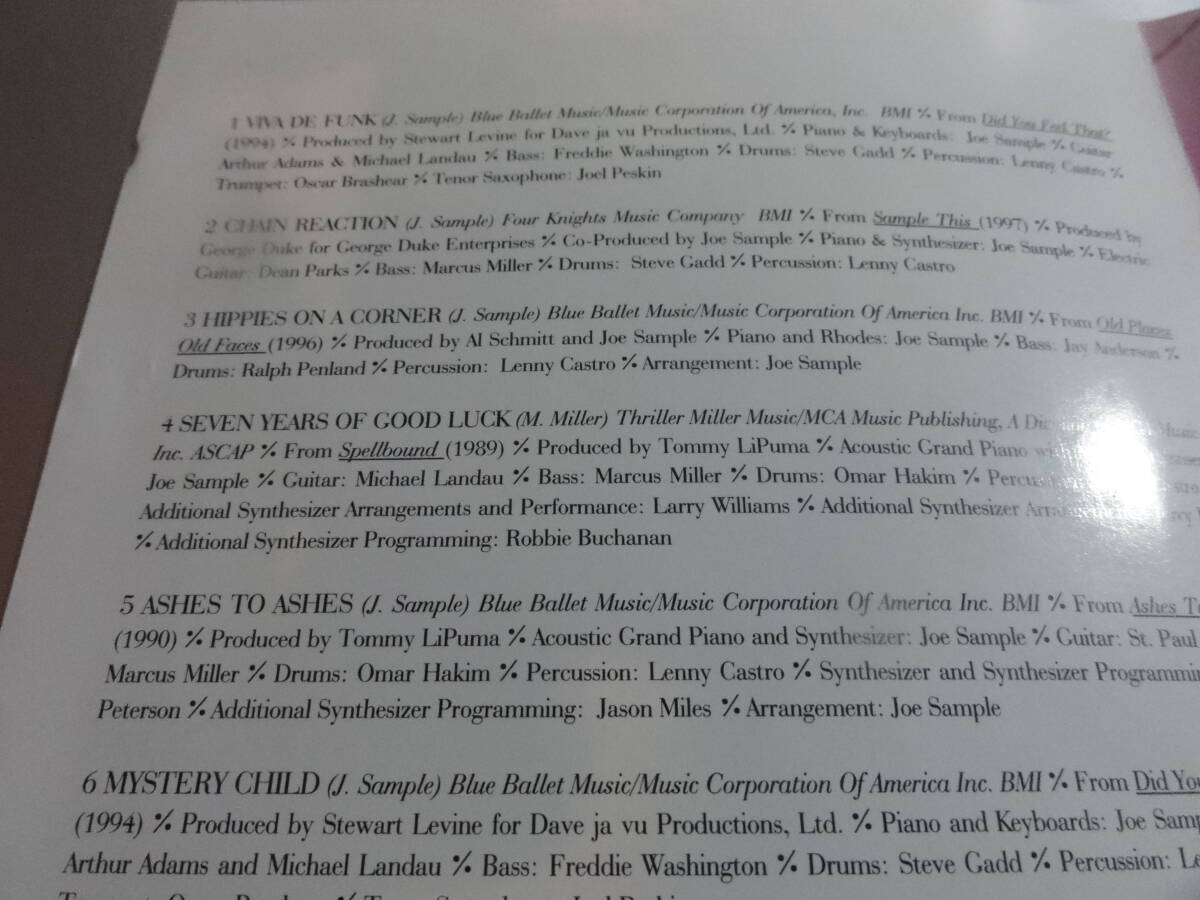 1 VIVA DE FUNK (J. Sample) Blue Ballet Music/Music Corporation Of America, Inc. BMI % From Did You Feel That?
(1994) % Produced by Stewart Levine for Dave ja vu Productions, Ltd. % Piano & Keyboards: Joe Sample % Guitar:
Arthur Adams & Michael Landau % Bass: Freddie Washington % Drums: Steve Gadd % Percussion: Lenny Castro %
Trumpet: Oscar Brashear % Tenor Saxophone: Joel Peskin
2 CHAIN REACTION (J. Sample) Four Knights Music Company BMI % From Sample This (1997) % Produced by
George Duke for George Duke Enterprises % Co-Produced by Joe Sample % Piano & Synthesizer: Joe Sample % Electric
Guitar: Dean Parks % Bass: Marcus Miller % Drums: Steve Gadd % Percussion: Lenny Castro
3 HIPPIES ON A CORNER (J. Sample) Blue Ballet Music/Music Corporation Of America Inc. BMI % From Old Places
Old Faces (1996) % Produced by Al Schmitt and Joe Sample % Piano and Rhodes: Joe Sample % Bass: Jay Anderson %
Drums: Ralph Penland % Percussion: Lenny Castro % Arrangement: Joe Sample
4 SEVEN YEARS OF GOOD LUCK (M. Miller) Thriller Miller Music/MCA Music Publishing, A Music
Inc. ASCAP % From Spellbound (1989) % Produced by Tommy LiPuma % Acoustic Grand Piano
Joe Sample % Guitar: Michael Landau % Bass: Marcus Miller % Drums: Omar Hakim %
Additional Synthesizer Arrangements and Performance: Larry Williams % Additional Synthesizer
% Additional Synthesizer Programming: Robbie Buchanan
5 ASHES TO ASHES (J. Sample) Blue Ballet Music/Music Corporation Of America Inc. BMI % From Ashes
(1990) % Produced by Tommy LiPuma % Acoustic Grand Piano and Synthesizer: Joe Sample % Guitar: St. Paul
Marcus Miller % Drums: Omar Hakim % Percussion: Lenny Castro % Synthesizer and Synthesizer
Peterson % Additional Synthesizer Programming: Jason Miles % Arrangement: Joe Sample
6 MYSTERY CHILD (J. Sample) Blue Ballet Music/Music Corporation Of America Inc. BMI % From Did
(1994) % Produced by Stewart Levine for Dave ja vu Productions, Ltd. % Piano and Keyboards: Joe
Arthur Adams and Michael Landau % Bass: Freddie Washington % Drums: Steve Gadd % Percussion: